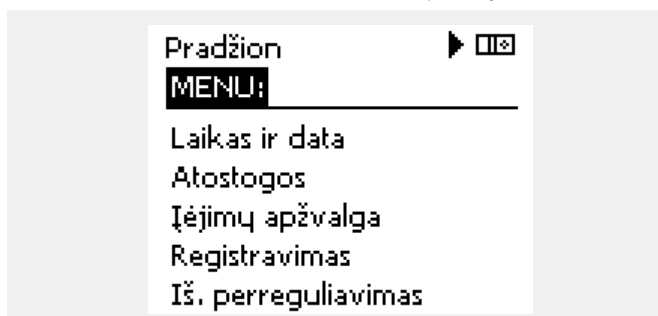 Pradžion
MENU:
Laikas ir data
Atostogos
Įėjimų apžvalga
Registravimas
Iš. perreguliavimas